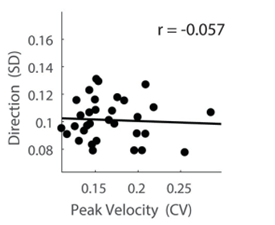 r = -0.057
0.16
0.14
0.12
0.1
0.08
Direction (SD)
0.15
0.2
0.25
Peak Velocity (CV)